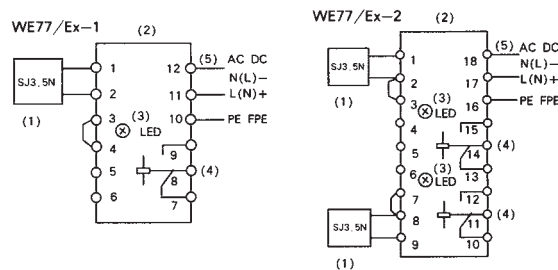 WE77/Ex-1
(2)
SJ3,5N
(1)
1
2
3
4
5
6
(3)
LED
12
11
10
9
8
7
(5)
AC DC
N(L)-
L(N)+
PE FPE
(4)
WE77/Ex-2
(2)
SJ3,5N
(1)
1
2
3
4
5
6
7
8
9
(3)
LED
(3)
LED
18
17
16
15
14
13
12
11
10
(5)
AC DC
N(L)-
L(N)+
PE FPE
(4)
(4)
SJ3,5N
(1)